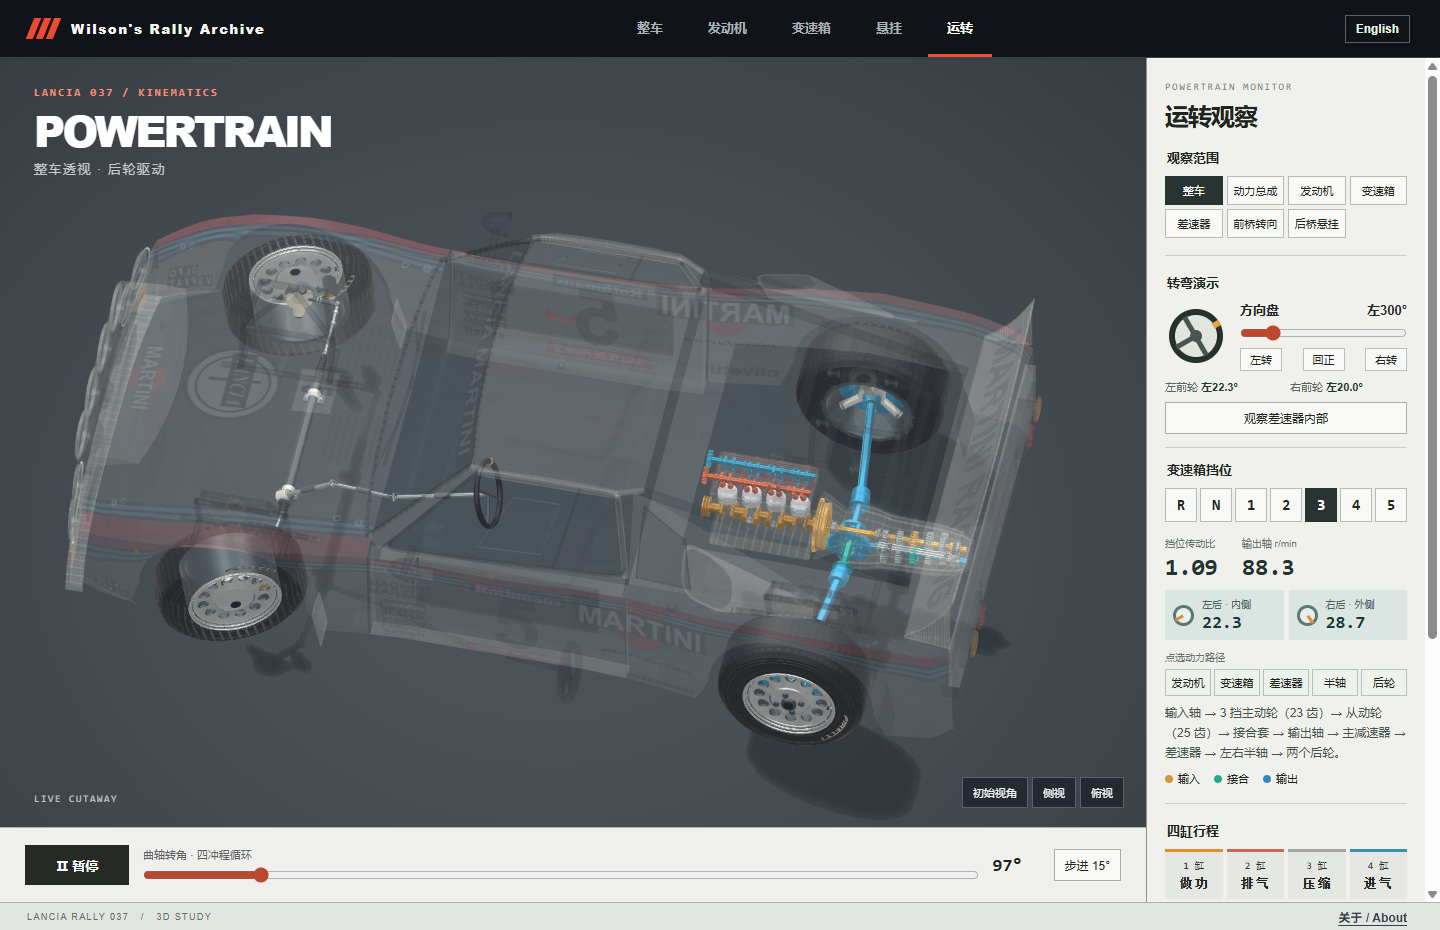 Wilson's Rally Archive
整车
发动机
变速箱
悬挂
运转
English
LANCIA 037 / KINEMATICS
POWERTRAIN
整车透视 · 后轮驱动
MARTINI
LANCIA
MARTINI
MARTINI
olivetti
Rothmans
5
MARTINI
PIRELLI
LIVE CUTAWAY
初始视角
侧视
俯视
暂停
曲轴转角 · 四冲程循环
97°
步进 15°
POWERTRAIN MONITOR
运转观察
观察范围
整车
动力总成
发动机
变速箱
差速器
前桥转向
后桥悬挂
转弯演示
方向盘
左300°
左转
回正
右转
左前轮 左22.3°
右前轮 左20.0°
观察差速器内部
变速箱挡位
R
N
1
2
3
4
5
挡位传动比
输出轴 r/min
1.09
88.3
左后 · 内侧
22.3
右后 · 外侧
28.7
点选动力路径
发动机
变速箱
差速器
半轴
后轮
输入轴 → 3 挡主动轮（23 齿）→ 从动轮
（25 齿）→ 接合套 → 输出轴 → 主减速器 →
差速器 → 左右半轴 → 两个后轮。
输入
接合
输出
四缸行程
1 缸
做功
2 缸
排气
3 缸
压缩
4 缸
进气
LANCIA RALLY 037 / 3D STUDY
关于 / About